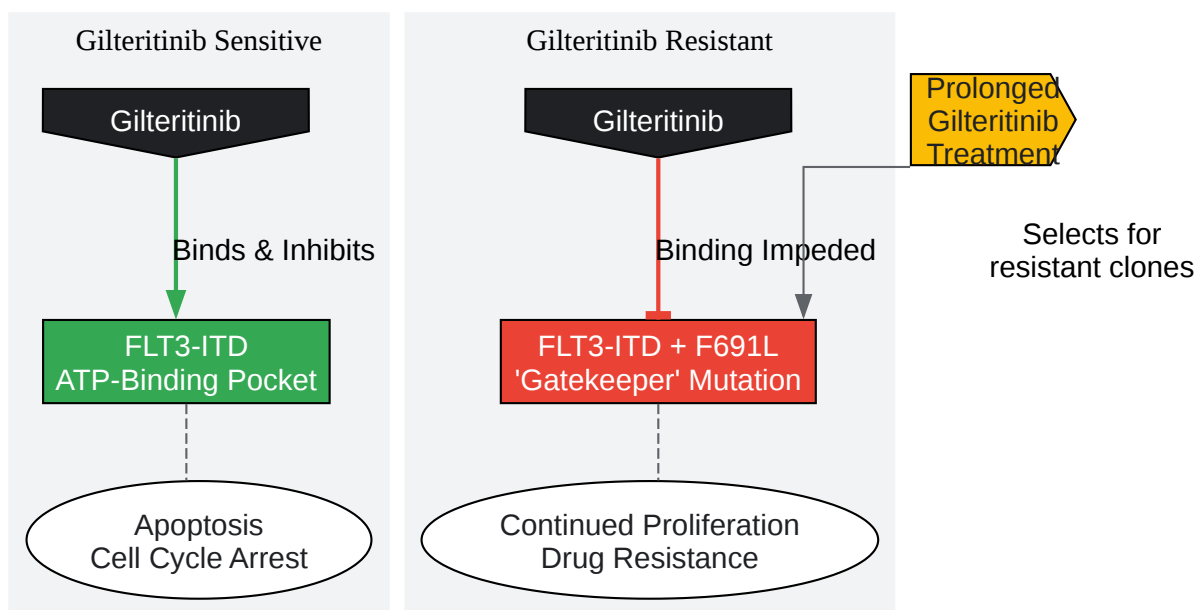 Gilteritinib Sensitive
Gilteritinib
Binds & Inhibits
FLT3-ITD
ATP-Binding Pocket
Apoptosis
Cell Cycle Arrest
Gilteritinib Resistant
Gilteritinib
Binding Impeded
FLT3-ITD + F691L
'Gatekeeper' Mutation
Continued Proliferation
Drug Resistance
Prolonged
Gilteritinib
Treatment
Selects for
resistant clones